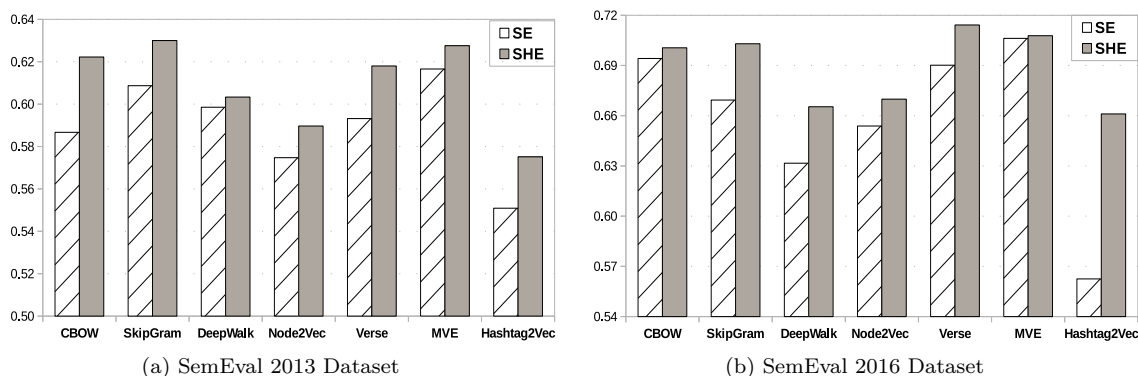 0.64
0.62
0.60
0.58
0.56
0.54
0.52
0.50
SE
SHE
CBOW SkipGram DeepWalk Node2Vec Verse MVE Hashtag2Vec
(a) SemEval 2013 Dataset
0.72
0.69
0.66
0.63
0.60
0.57
0.54
SE
SHE
CBOW SkipGram DeepWalk Node2Vec Verse MVE Hashtag2Vec
(b) SemEval 2016 Dataset